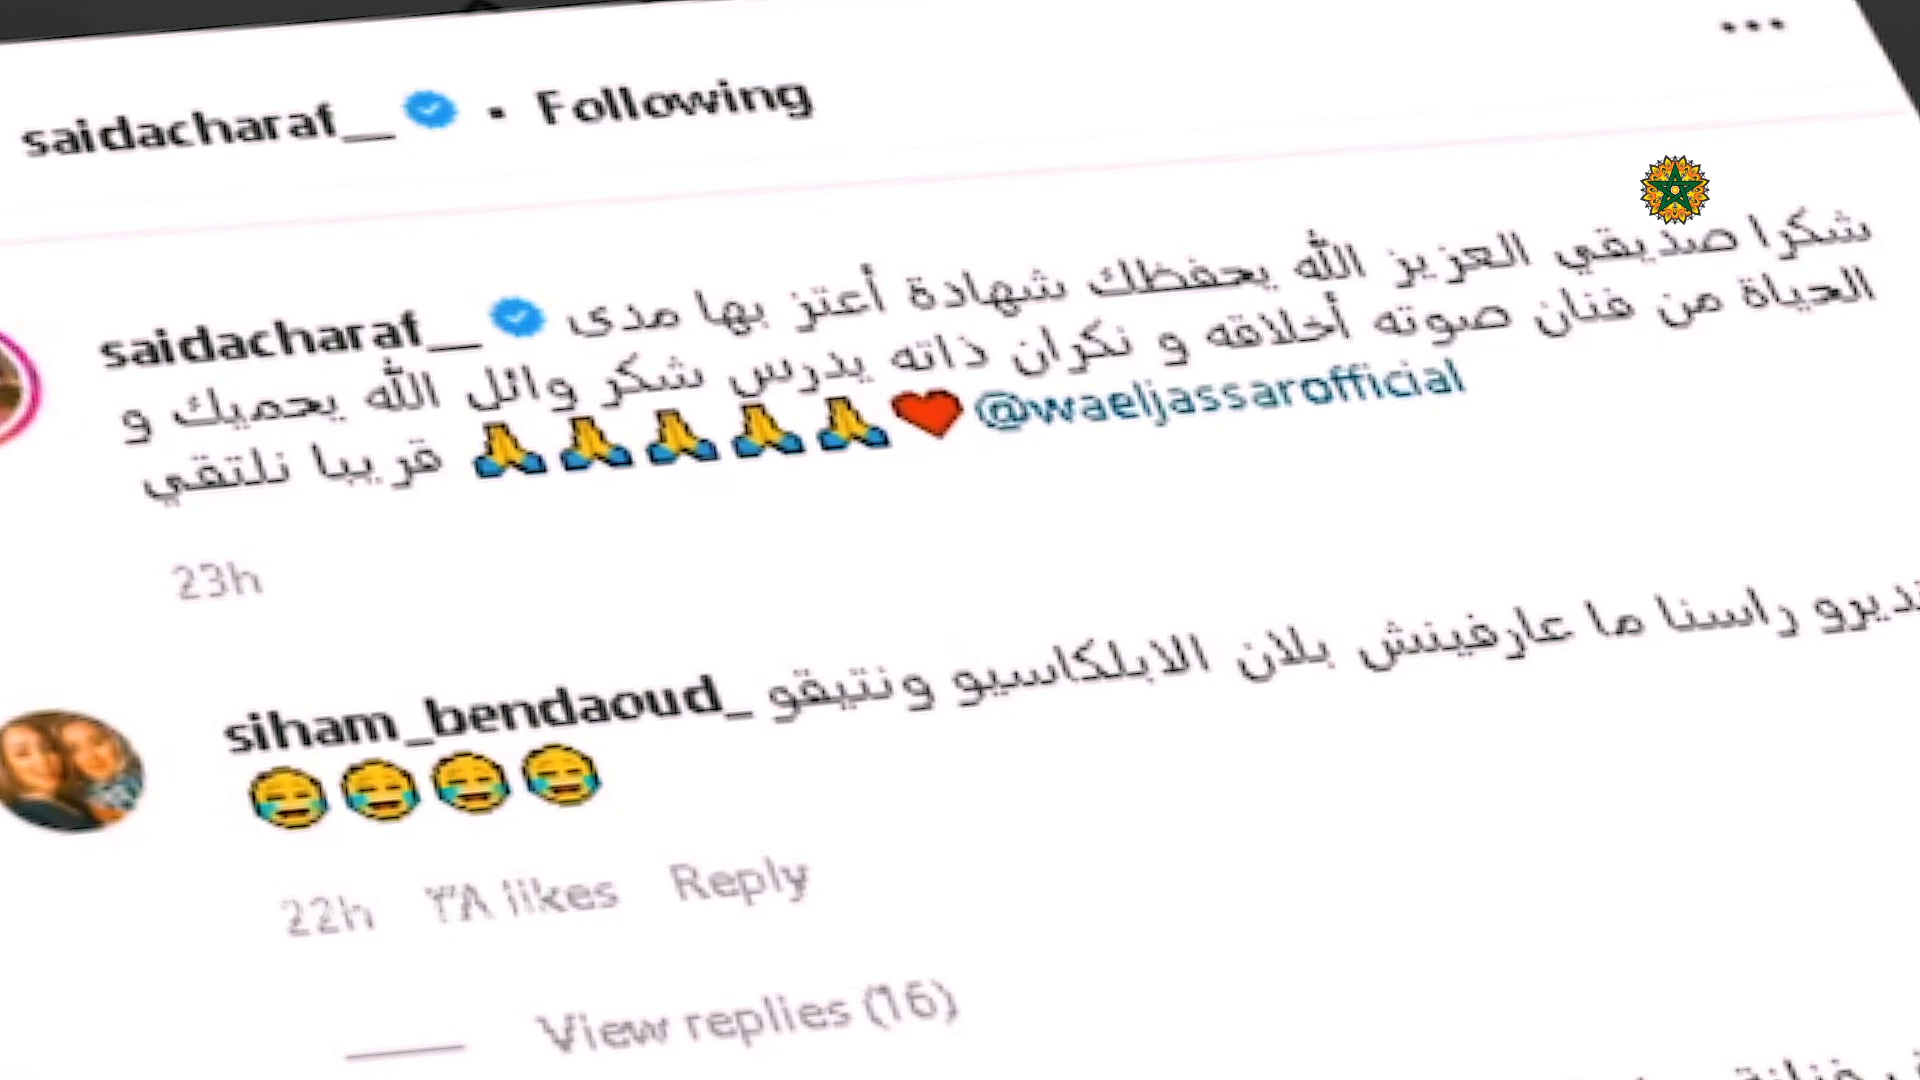 saidacharaf__ • Following
saidacharaf__ شكرا صديقي العزيز الله يحفظك شهادة أعتز بها مدى
الحياة من فنان صوته أخلاقه و نكران ذاته يدرس شكر وائل الله يحميك و
@waeljassarofficial ❤️🙏🙏🙏🙏🙏 قريبا نلتقي
23h
siham_bendaoud_ نديرو راسنا ما عارفينش بلان الابلكاسيو ونتيقو
😂😂😂😂
22h ٢٨ likes Reply
View replies (16)